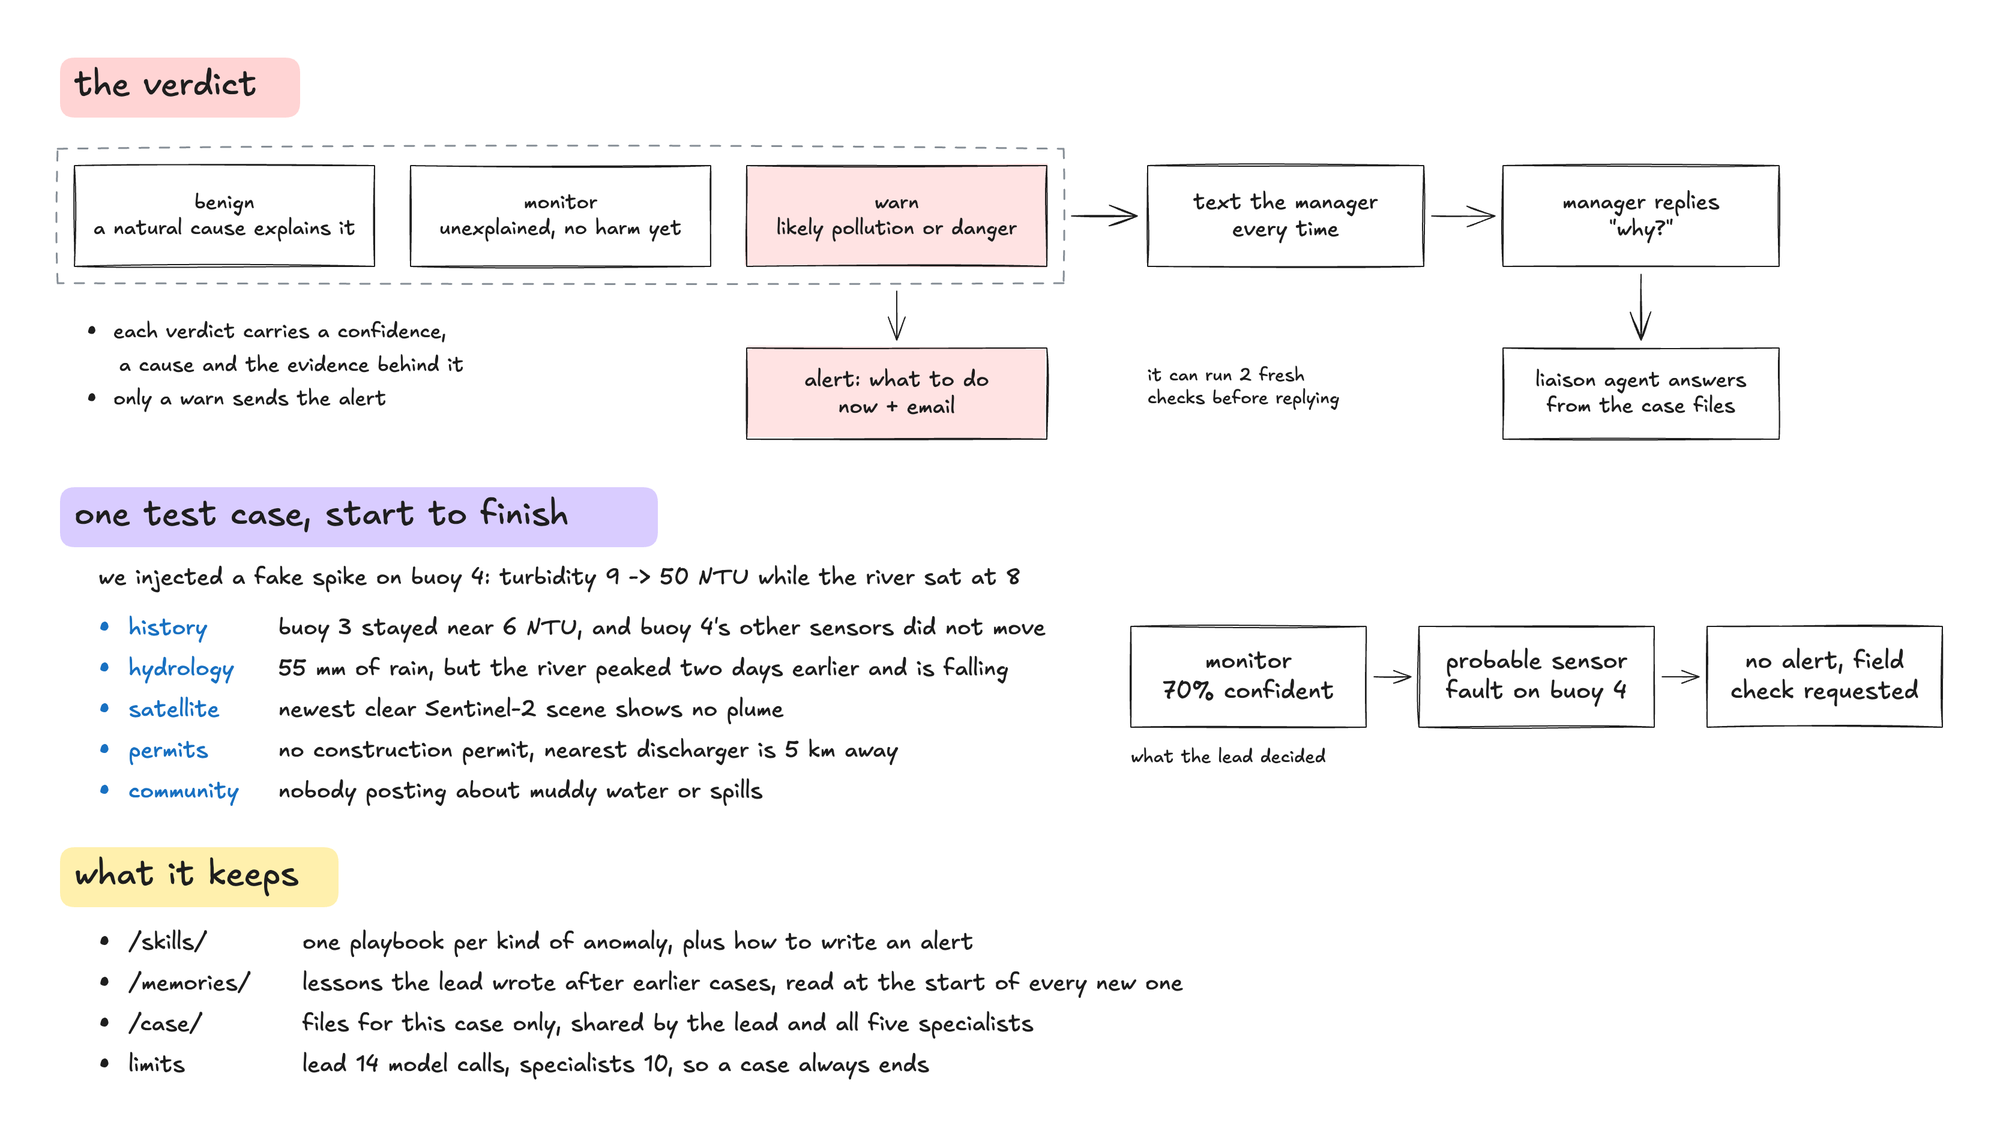 the verdict
benign
a natural cause explains it
monitor
unexplained, no harm yet
warn
likely pollution or danger
text the manager
every time
manager replies
"why?"
• each verdict carries a confidence,
a cause and the evidence behind it
• only a warn sends the alert
alert: what to do
now + email
it can run 2 fresh
checks before replying
liaison agent answers
from the case files
one test case, start to finish
we injected a fake spike on buoy 4: turbidity 9 -> 50 NTU while the river sat at 8
• history buoy 3 stayed near 6 NTU, and buoy 4's other sensors did not move
• hydrology 55 mm of rain, but the river peaked two days earlier and is falling
• satellite newest clear Sentinel-2 scene shows no plume
• permits no construction permit, nearest discharger is 5 km away
• community nobody posting about muddy water or spills
monitor
70% confident
probable sensor
fault on buoy 4
no alert, field
check requested
what the lead decided
what it keeps
• /skills/ one playbook per kind of anomaly, plus how to write an alert
• /memories/ lessons the lead wrote after earlier cases, read at the start of every new one
• /case/ files for this case only, shared by the lead and all five specialists
• limits lead 14 model calls, specialists 10, so a case always ends